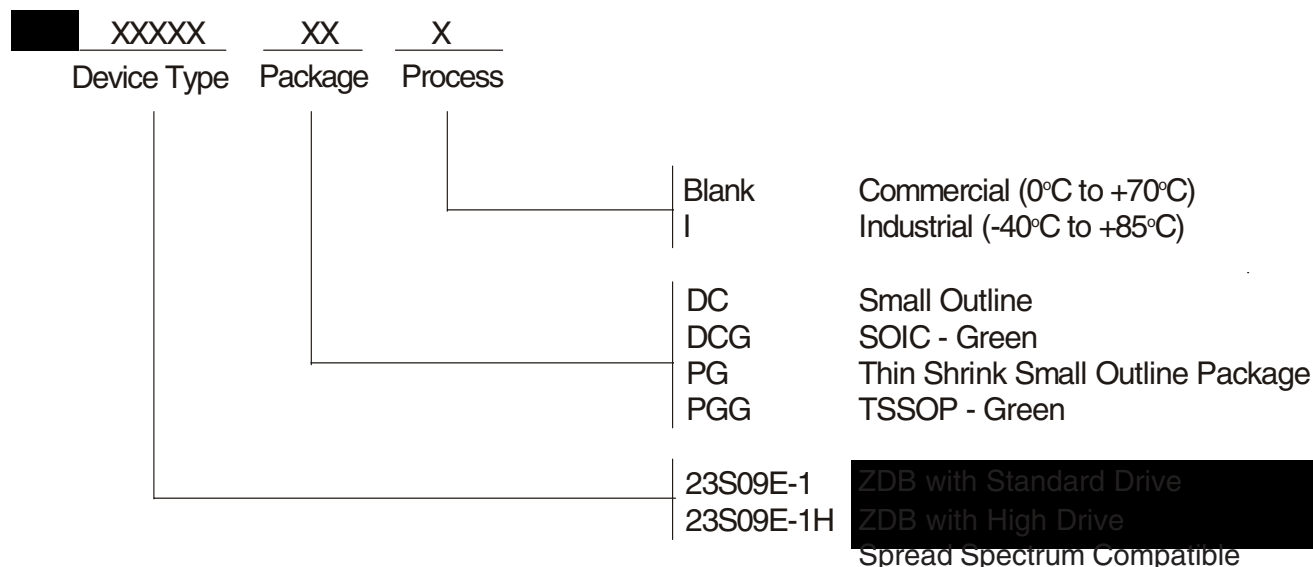 XXXXX XX X
Device Type Package Process
Blank Commercial (0°C to +70°C)
I Industrial (-40°C to +85°C)
DC Small Outline
DCG SOIC - Green
PG Thin Shrink Small Outline Package
PGG TSSOP - Green
23S09E-1 ZDB with Standard Drive
23S09E-1H ZDB with High Drive
Spread Spectrum Compatible